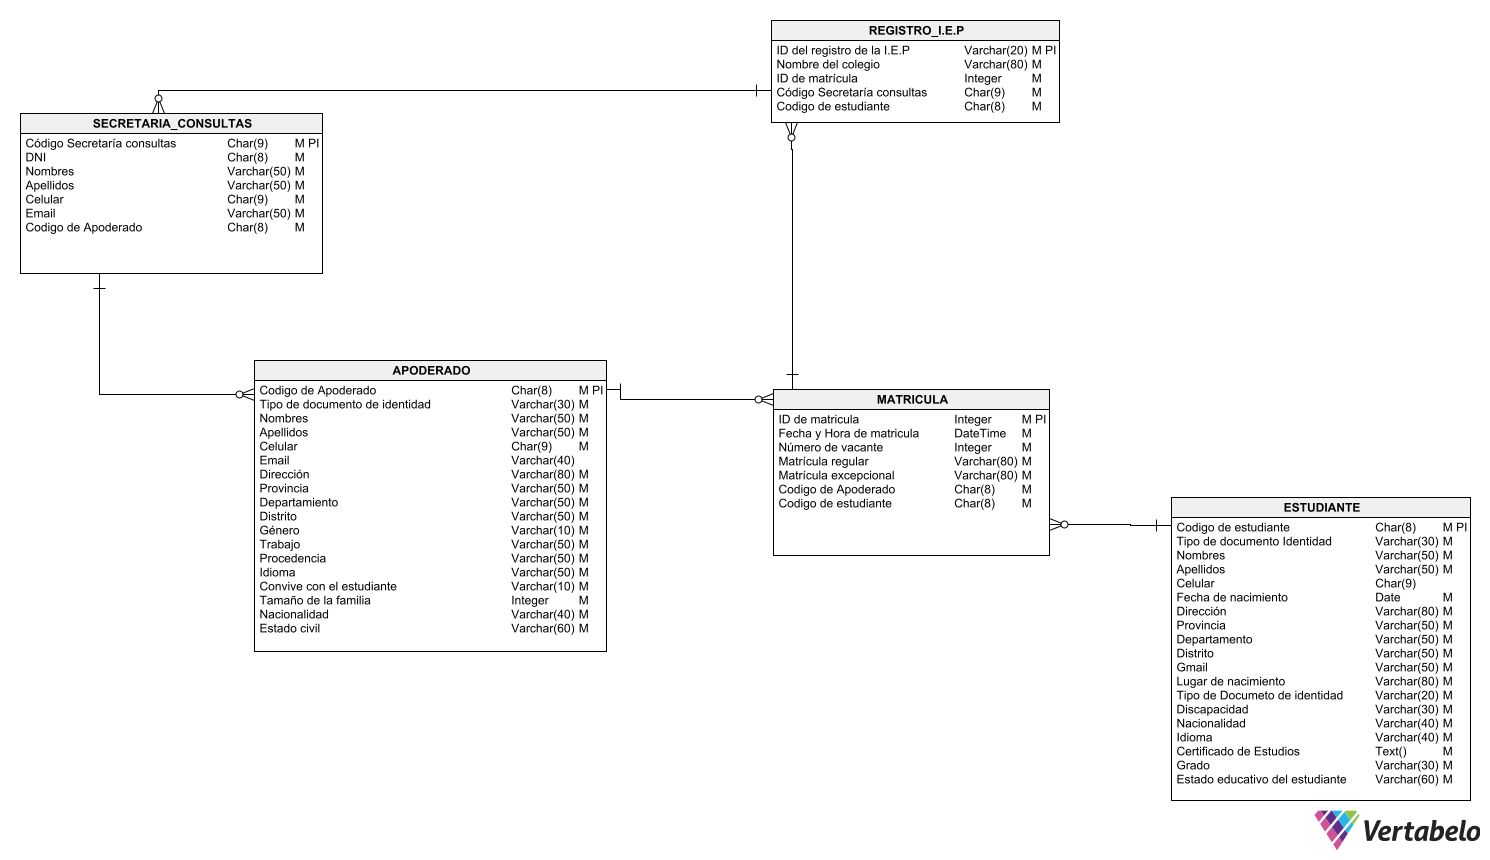 REGISTRO_I.E.P
ID del registro de la I.E.P Varchar(20) M PI
Nombre del colegio Varchar(80) M
ID de matrícula Integer M
Código Secretaría consultas Char(9) M
Codigo de estudiante Char(8) M
SECRETARIA_CONSULTAS
Código Secretaría consultas Char(9) M PI
DNI Char(8) M
Nombres Varchar(50) M
Apellidos Varchar(50) M
Celular Char(9) M
Email Varchar(50) M
Codigo de Apoderado Char(8) M
APODERADO
Codigo de Apoderado Char(8) M PI
Tipo de documento de identidad Varchar(30) M
Nombres Varchar(50) M
Apellidos Varchar(50) M
Celular Char(9) M
Email Varchar(40)
Dirección Varchar(80) M
Provincia Varchar(50) M
Departamiento Varchar(50) M
Distrito Varchar(50) M
Género Varchar(10) M
Trabajo Varchar(50) M
Procedencia Varchar(50) M
Idioma Varchar(50) M
Convive con el estudiante Varchar(10) M
Tamaño de la familia Integer M
Nacionalidad Varchar(40) M
Estado civil Varchar(60) M
MATRICULA
ID de matricula Integer M PI
Fecha y Hora de matricula DateTime M
Número de vacante Integer M
Matrícula regular Varchar(80) M
Matrícula excepcional Varchar(80) M
Codigo de Apoderado Char(8) M
Codigo de estudiante Char(8) M
ESTUDIANTE
Codigo de estudiante Char(8) M PI
Tipo de documento Identidad Varchar(30) M
Nombres Varchar(50) M
Apellidos Varchar(50) M
Celular Char(9)
Fecha de nacimiento Date M
Dirección Varchar(80) M
Provincia Varchar(50) M
Departamento Varchar(50) M
Distrito Varchar(50) M
Gmail Varchar(50) M
Lugar de nacimiento Varchar(80) M
Tipo de Documeto de identidad Varchar(20) M
Discapacidad Varchar(30) M
Nacionalidad Varchar(40) M
Idioma Varchar(40) M
Certificado de Estudios Text() M
Grado Varchar(30) M
Estado educativo del estudiante Varchar(60) M
Vertabelo